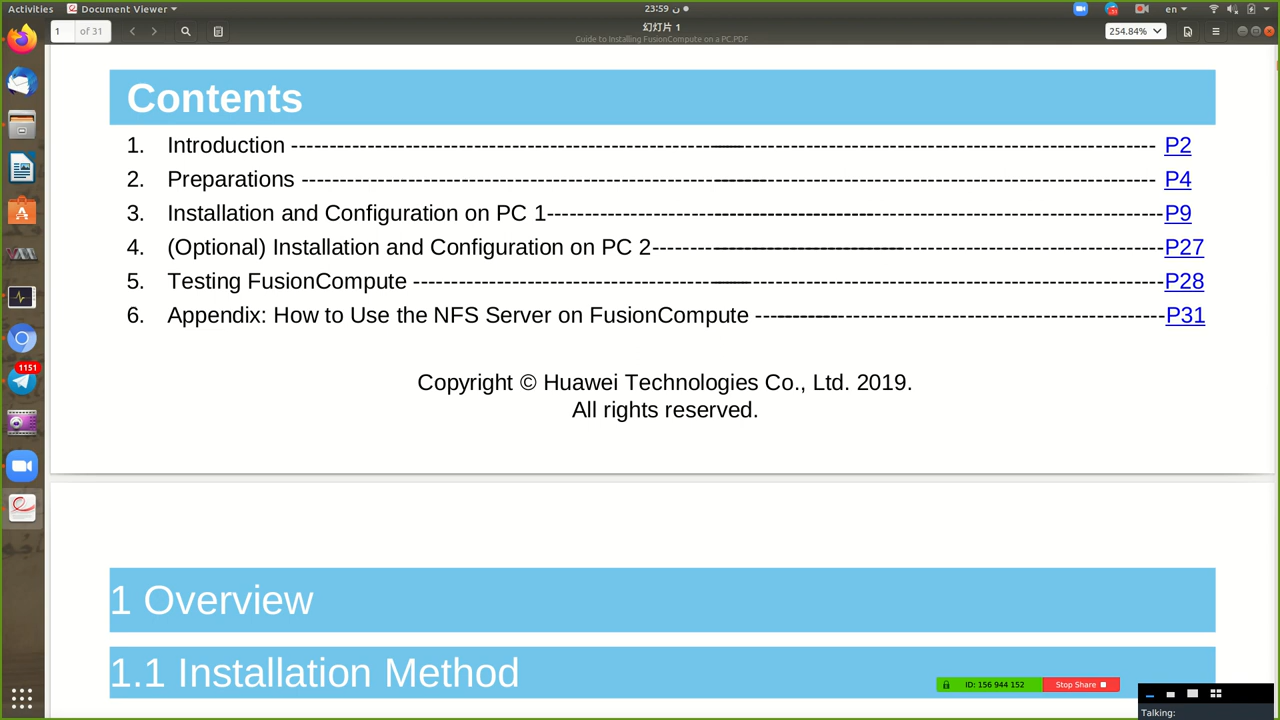 Activities Document Viewer
23:59 ن
en
1 of 31
幻灯片 1
Guide to Installing FusionCompute on a PC.PDF
254.84%
Contents
1. Introduction ---------------------------------------------------------------- P2
2. Preparations ---------------------------------------------------------------- P4
3. Installation and Configuration on PC 1---------------------------------------------------------------P9
4. (Optional) Installation and Configuration on PC 2---------------------------------------------------------------P27
5. Testing FusionCompute ----------------------------------------------------------------P28
6. Appendix: How to Use the NFS Server on FusionCompute ----------------------------------------------------------------P31
1151
Copyright © Huawei Technologies Co., Ltd. 2019.
All rights reserved.
1 Overview
1.1 Installation Method
ID: 156 944 152 Stop Share
Talking: